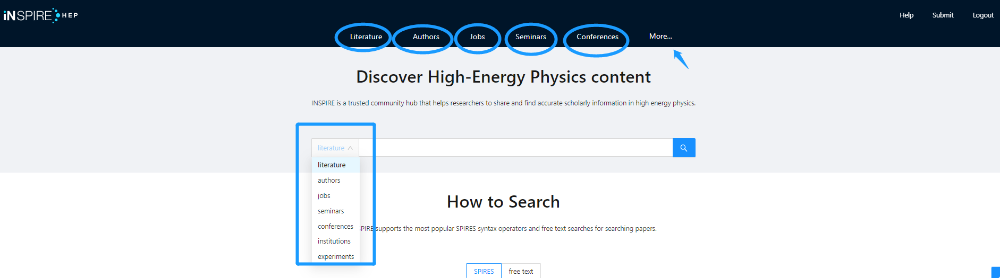 iNSPIRE HEP
Help Submit Logout
Literature Authors Jobs Seminars Conferences More...
Discover High-Energy Physics content
INSPIRE is a trusted community hub that helps researchers to share and find accurate scholarly information in high energy physics.
literature
literature
authors
jobs
seminars
conferences
institutions
experiments
How to Search
SPIRE supports the most popular SPIRES syntax operators and free text searches for searching papers.
SPIRES free text